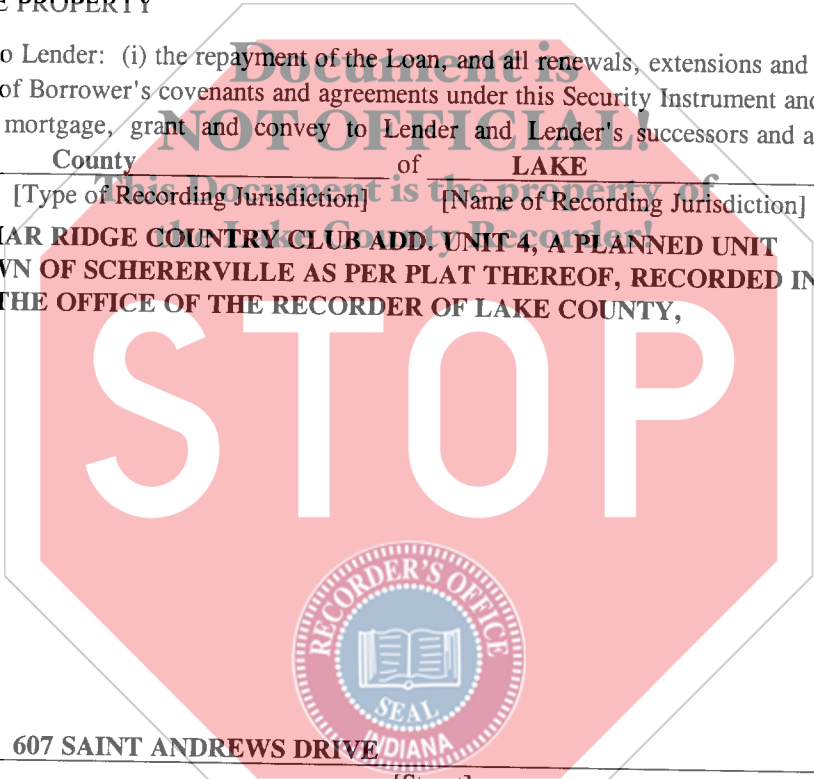 E PROPERTY
o Lender: (i) the repayment of the Loan, and all renewals, extensions and
of Borrower's covenants and agreements under this Security Instrument and
mortgage, grant and convey to Lender and Lender's successors and a
County of LAKE
[Type of Recording Jurisdiction] [Name of Recording Jurisdiction]
IAR RIDGE COUNTRY CLUB ADD. UNIT 4, A PLANNED UNIT
WN OF SCHERERVILLE AS PER PLAT THEREOF, RECORDED IN
THE OFFICE OF THE RECORDER OF LAKE COUNTY,
Document is
NOT OFFICIAL!
This Document is the property of
the Lake County Recorder!
STOP
RECORDER'S OFFICE
SEAL
INDIANA
607 SAINT ANDREWS DRIVE
[Street]